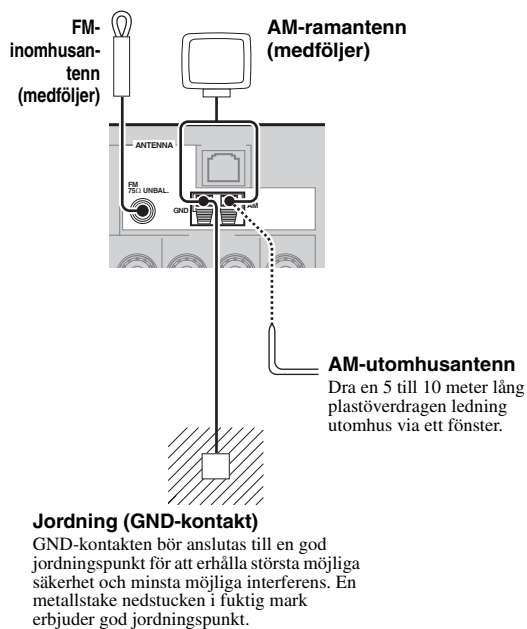 FM-
inomhusan-
tenn
(medföljer)
AM-ramantenn
(medföljer)
ANTENNA
FM
75Ω UNBAL.
GND
AM
AM-utomhusantenn
Dra en 5 till 10 meter lång
plastöverdragen ledning
utomhus via ett fönster.
Jordning (GND-kontakt)
GND-kontakten bör anslutas till en god
jordningspunkt för att erhålla största möjliga
säkerhet och minsta möjliga interferens. En
metallstake nedstucken i fuktig mark
erbjuder god jordningspunkt.